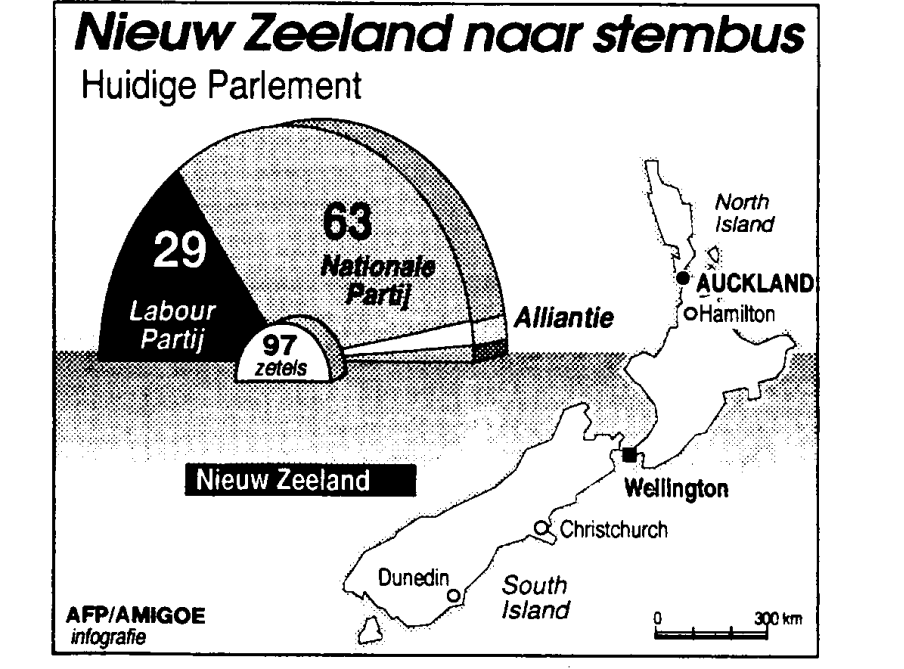 Nieuw Zeeland naar stembus
Huidige Parlement
63
Nationale
Partij
29
Labour
Partij
97
zetels
Alliantie
North
Island
AUCKLAND
Hamilton
Wellington
Nieuw Zeeland
Christchurch
Dunedin
South
Island
AFP/AMIGOE
infografie
0 300 km